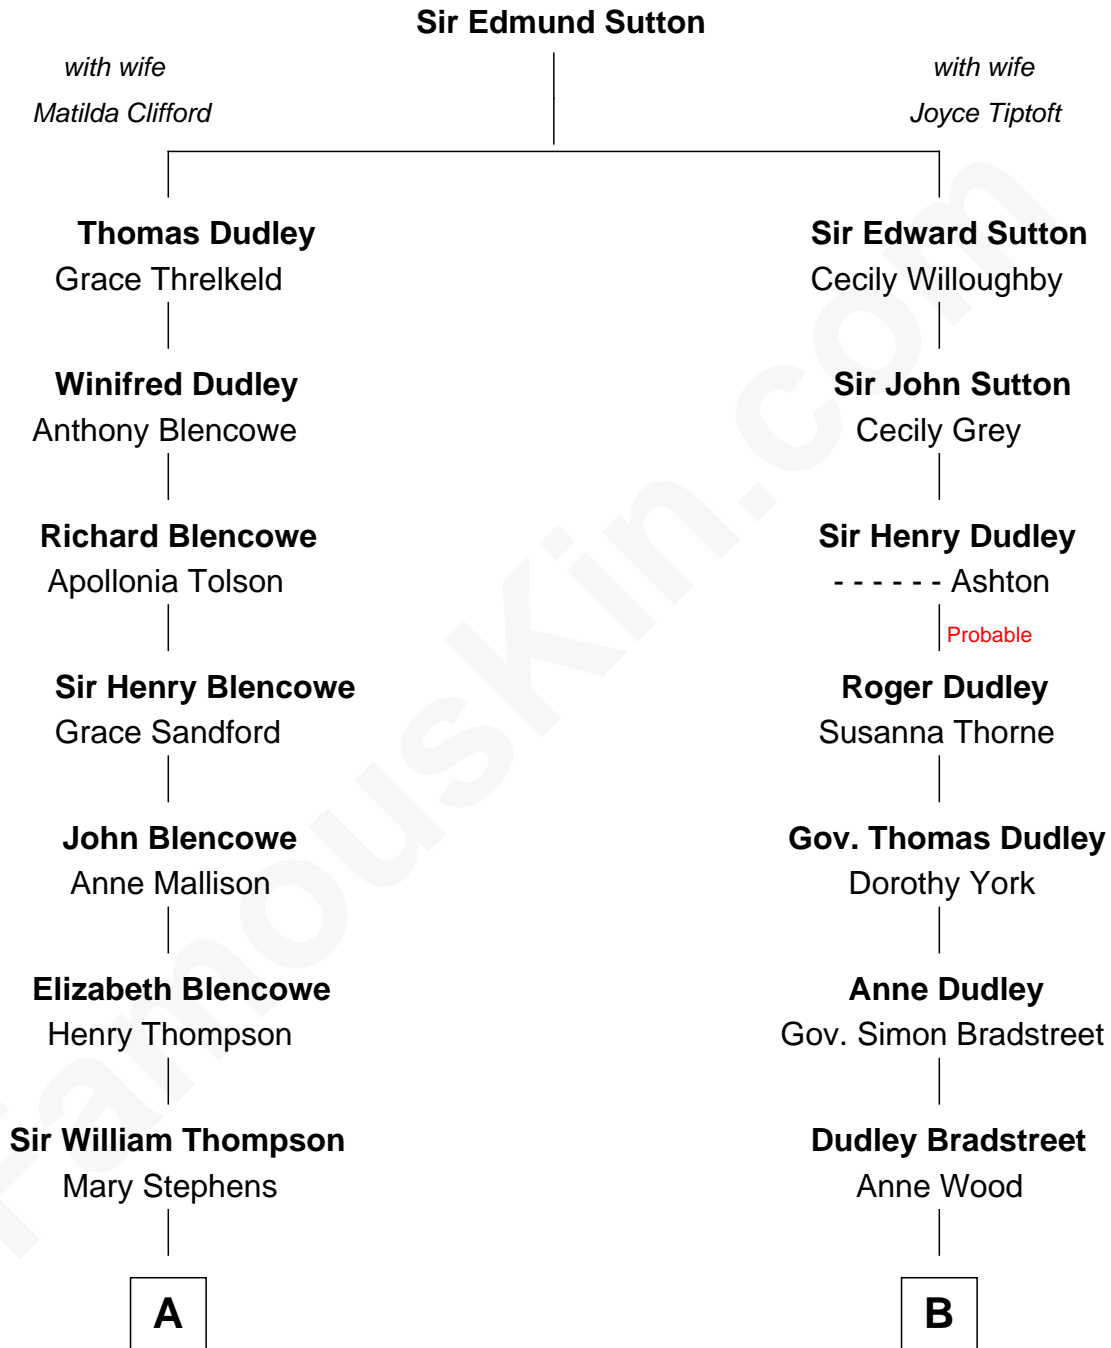 Sir Edmund Sutton
with wife
Matilda Clifford
with wife
Joyce Tiptoft
Thomas Dudley
Grace Threlkeld
Sir Edward Sutton
Cecily Willoughby
Winifred Dudley
Anthony Blencowe
Sir John Sutton
Cecily Grey
Richard Blencowe
Apollonia Tolson
Sir Henry Dudley
- - - - - - Ashton
Probable
Sir Henry Blencowe
Grace Sandford
Roger Dudley
Susanna Thorne
John Blencowe
Anne Mallison
Gov. Thomas Dudley
Dorothy York
Elizabeth Blencowe
Henry Thompson
Anne Dudley
Gov. Simon Bradstreet
Sir William Thompson
Mary Stephens
Dudley Bradstreet
Anne Wood
A
B
FamousKin.com